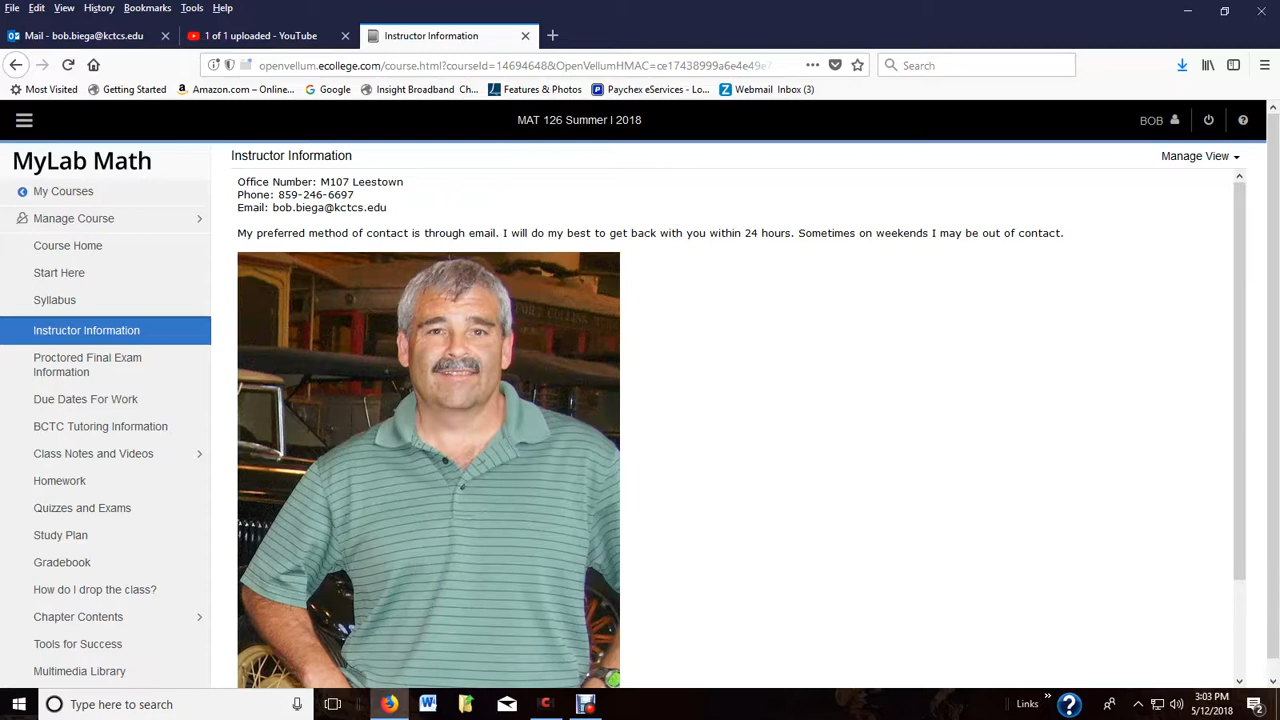 File Edit View History Bookmarks Tools Help
Mail - bob.biega@kctcs.edu
1 of 1 uploaded - YouTube
Instructor Information
openvellum.ecollege.com/course.html?courseId=14694648&OpenVellumHMAC=ce17438999a6e4e49e7
Search
Most Visited
Getting Started
Amazon.com – Onlin...
Google
Insight Broadband Ch...
Features & Photos
Paychex eServices - Lo...
Webmail Inbox (3)
MAT 126 Summer I 2018
BOB
MyLab Math
My Courses
Manage Course
Course Home
Start Here
Syllabus
Instructor Information
Proctored Final Exam
Information
Due Dates For Work
BCTC Tutoring Information
Class Notes and Videos
Homework
Quizzes and Exams
Study Plan
Gradebook
How do I drop the class?
Chapter Contents
Tools for Success
Multimedia Library
Instructor Information
Manage View
Office Number: M107 Leestown
Phone: 859-246-6697
Email: bob.biega@kctcs.edu
My preferred method of contact is through email. I will do my best to get back with you within 24 hours. Sometimes on weekends I may be out of contact.
Type here to search
Links
3:03 PM
5/12/2018
2